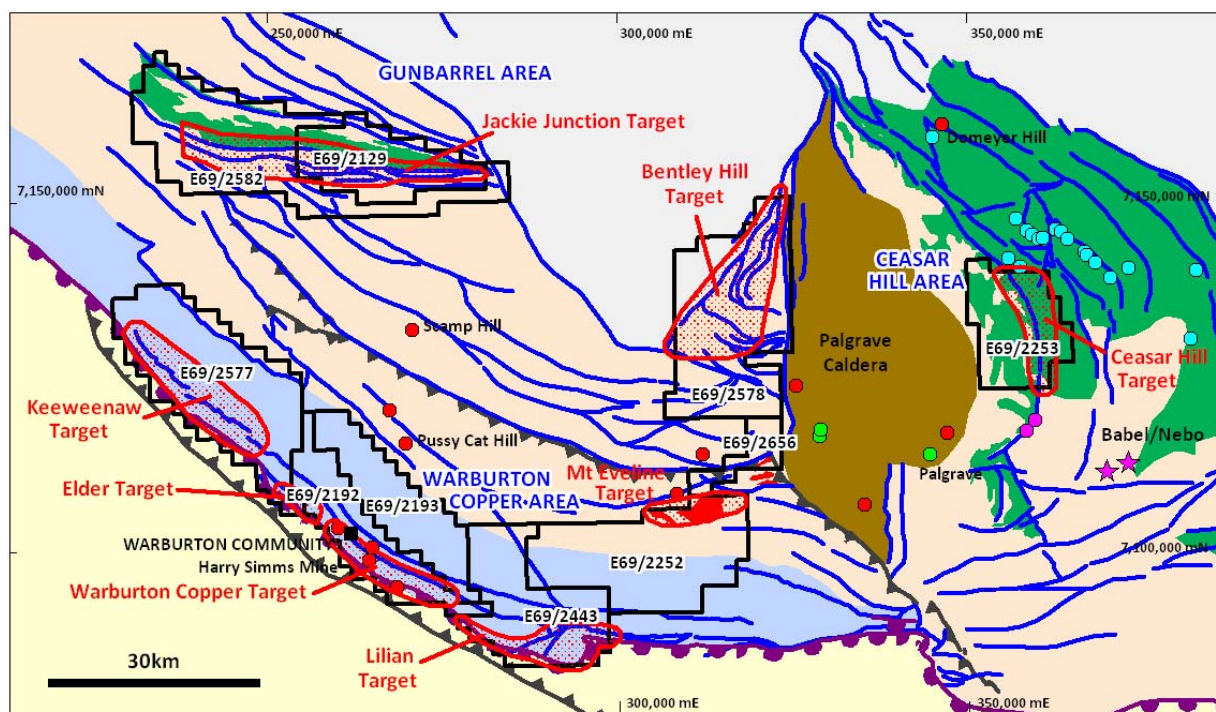 250,000 mE
300,000 mE
350,000 mE
GUNBARREL AREA
Jackie Junction Target
Domeyer Hill
E69/2129
E69/2582
Bentley Hill
Target
7,150,000 mN
7,150,000 mN
CEASAR
HILL AREA
Scamp Hill
Palgrave
Caldera
E69/2253
Ceasar Hill
Target
E69/2577
Keeweenaw
Target
E69/2578
Pussy Cat Hill
E69/2656
Babel/Nebo
Mt Eveline
Target
Palgrave
WARBURTON
COPPER AREA
Elder Target
E69/2192
E69/2193
WARBURTON COMMUNITY
Harry Simms Mine
E69/2252
7,100,000 mN
Warburton Copper Target
E69/2443
Lilian
Target
30km
300,000 mE
350,000 mE